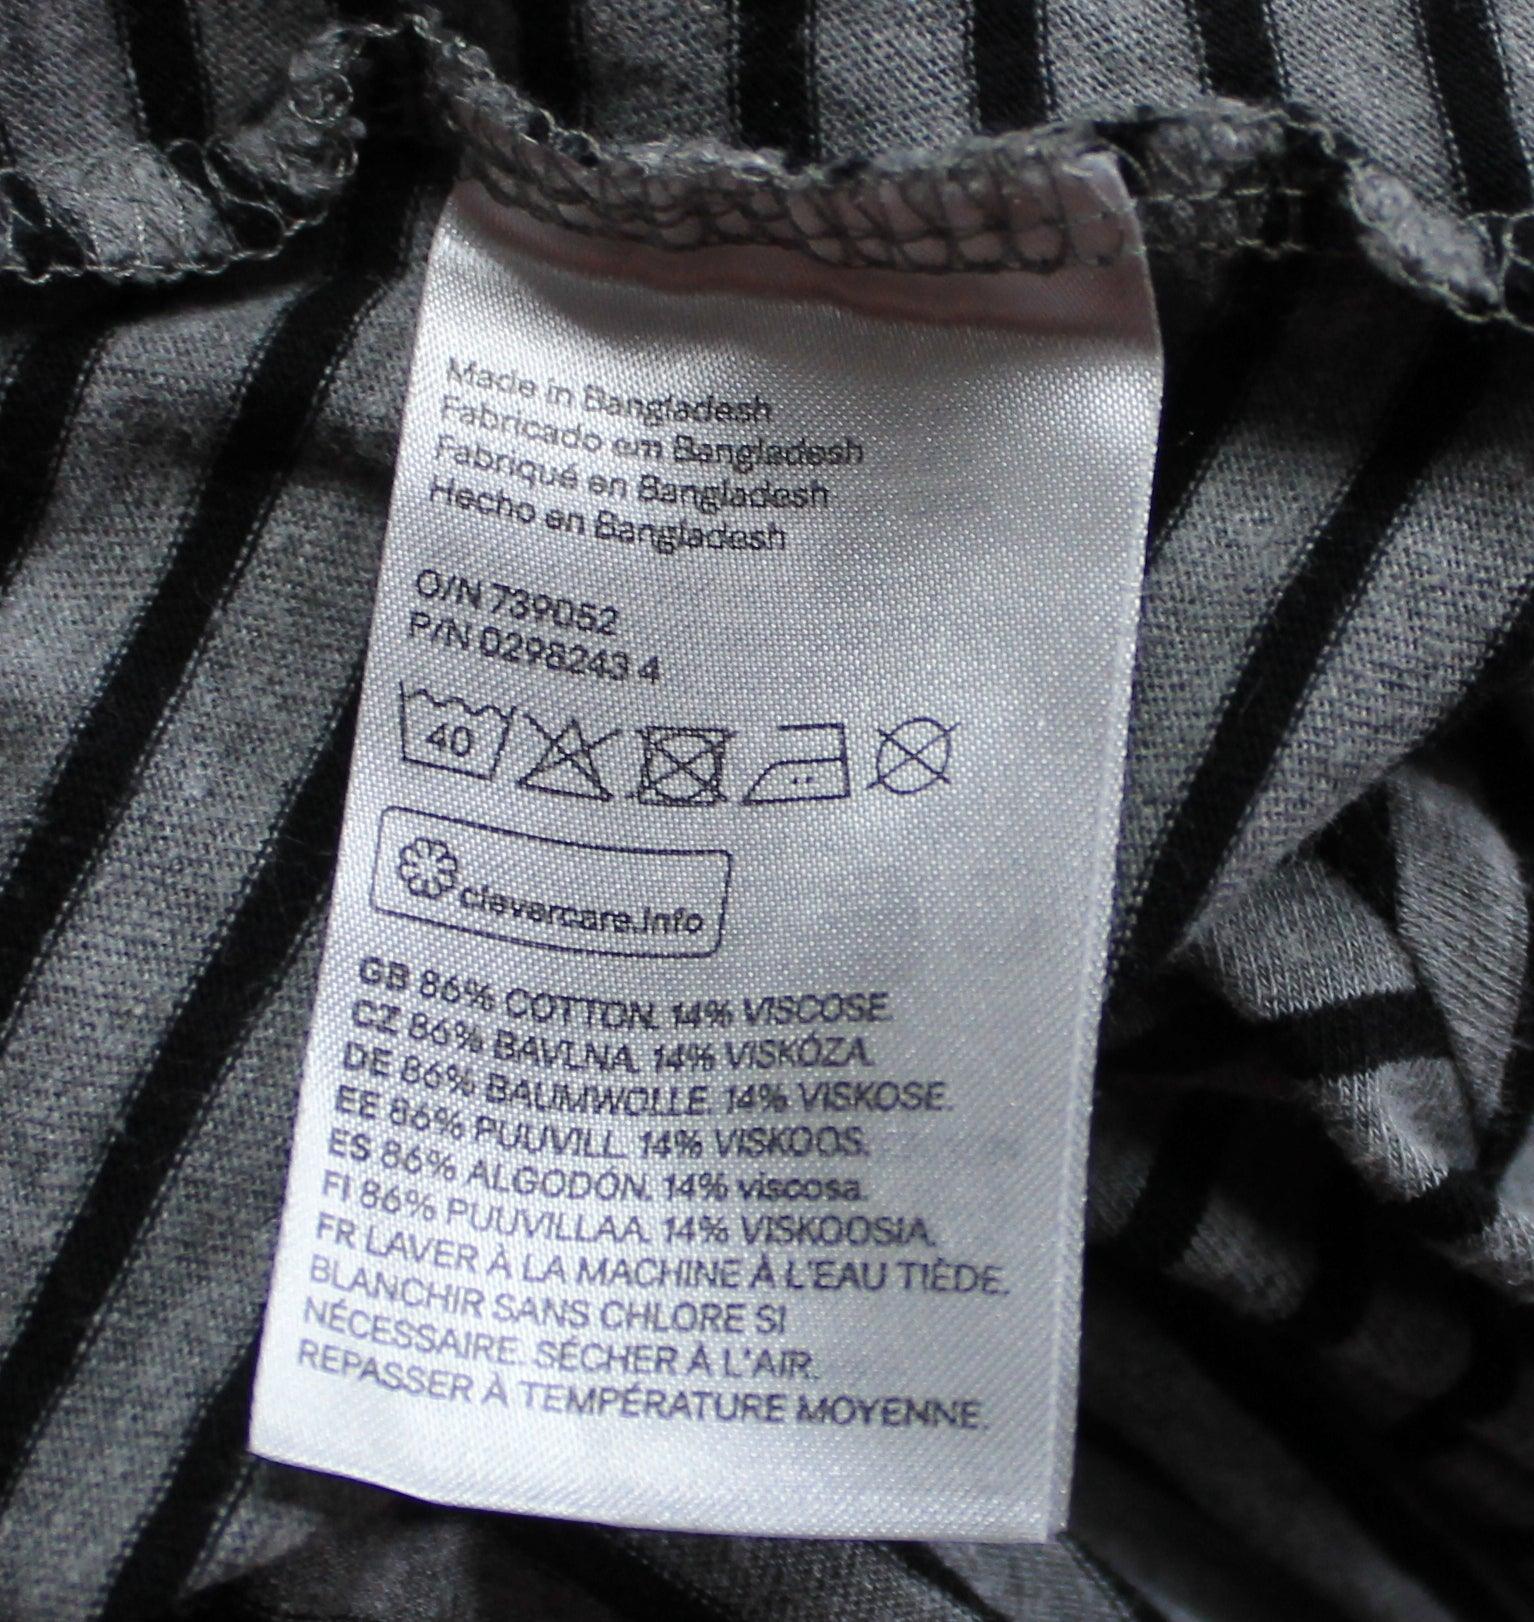 Made in Bangladesh
Fabricado em Bangladesh
Fabriqué en Bangladesh
Hecho en Bangladesh
O/N 739052
P/N 0298243 4
40
clevercare.info
GB 86% COTTON. 14% VISCOSE.
CZ 86% BAVLNA. 14% VISKÓZA.
DE 86% BAUMWOLLE. 14% VISKOSE.
EE 86% PUUVILL. 14% VISKOOS.
ES 86% ALGODÓN. 14% viscosa.
FI 86% PUUVILLAA. 14% VISKOOSIA.
FR LAVER À LA MACHINE À L'EAU TIÈDE.
BLANCHIR SANS CHLORE SI
NÉCESSAIRE. SÉCHER À L'AIR.
REPASSER À TEMPÉRATURE MOYENNE.